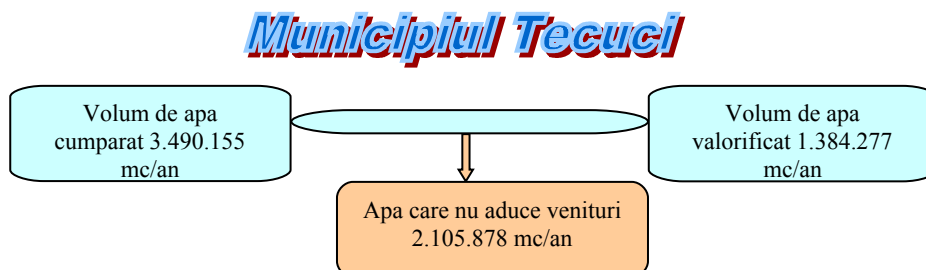 Municipiul Tecuci
Volum de apa
cumparat 3.490.155
mc/an
Volum de apa
valorificat 1.384.277
mc/an
Apa care nu aduce venituri
2.105.878 mc/an